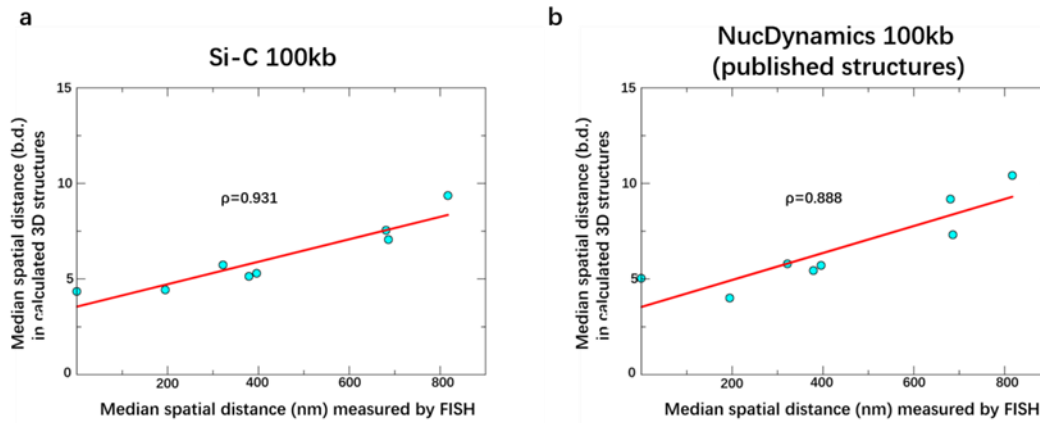 a
Si-C 100kb
15
10
5
0
200
400
600
800
ρ=0.931
Median spatial distance (b.d.)
in calculated 3D structures
Median spatial distance (nm) measured by FISH
b
NucDynamics 100kb
(published structures)
15
10
5
0
200
400
600
800
ρ=0.888
Median spatial distance (b.d.)
in calculated 3D structures
Median spatial distance (nm) measured by FISH